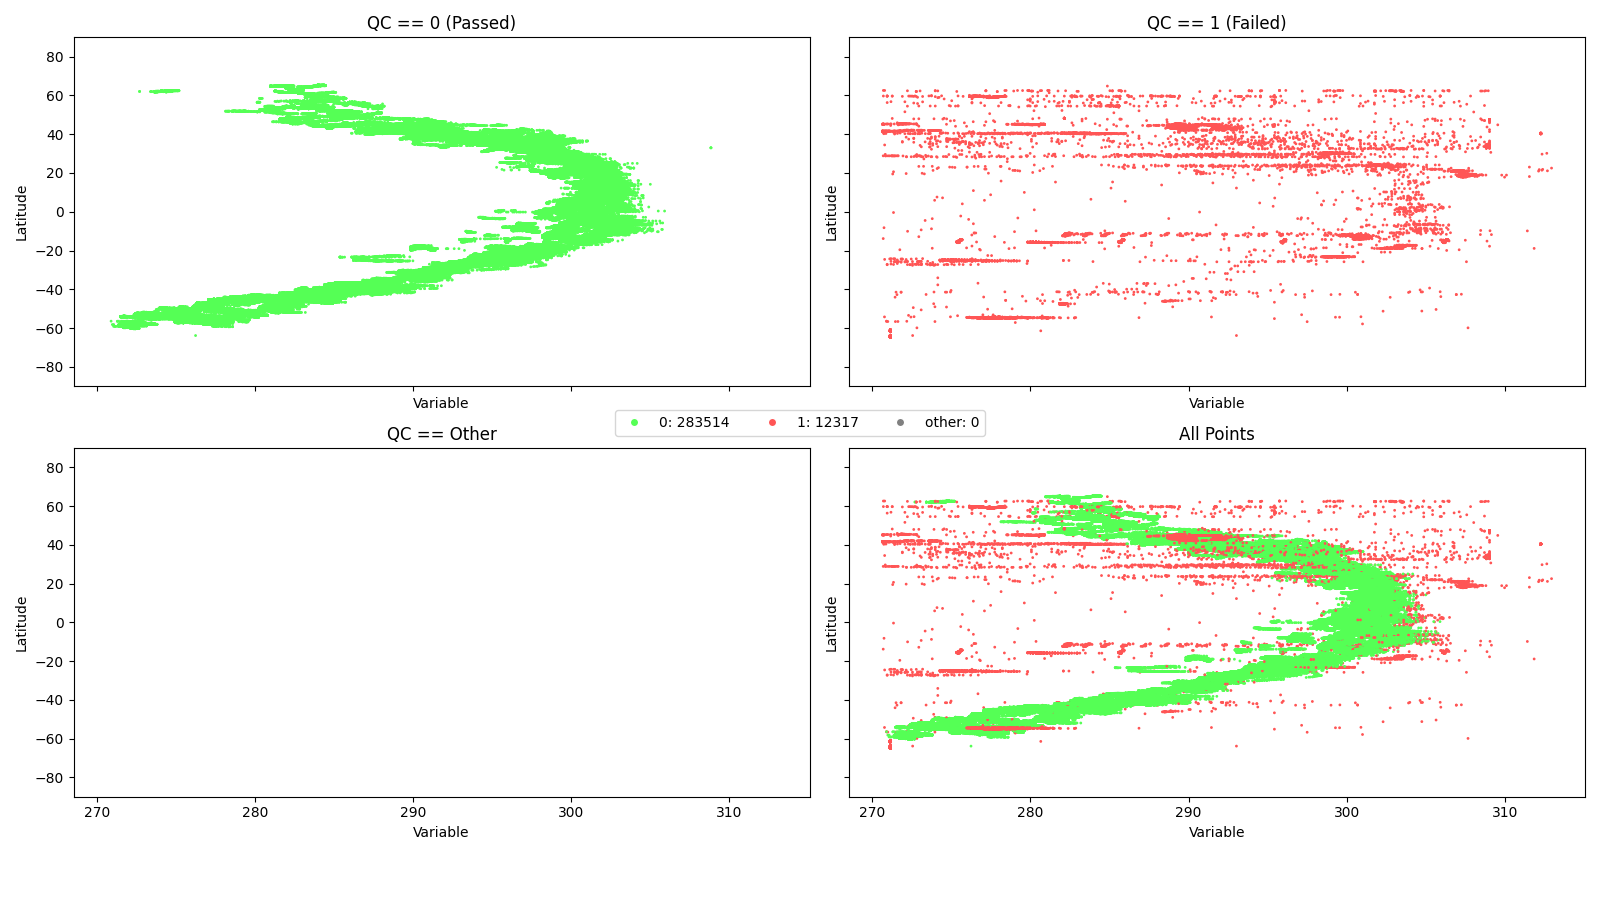 QC == 0 (Passed)
QC == 1 (Failed)
80
60
40
20
0
−20
−40
−60
−80
Latitude
Latitude
Variable
Variable
0: 283514
1: 12317
other: 0
QC == Other
All Points
80
60
40
20
0
−20
−40
−60
−80
Latitude
Latitude
270
280
290
300
310
270
280
290
300
310
Variable
Variable